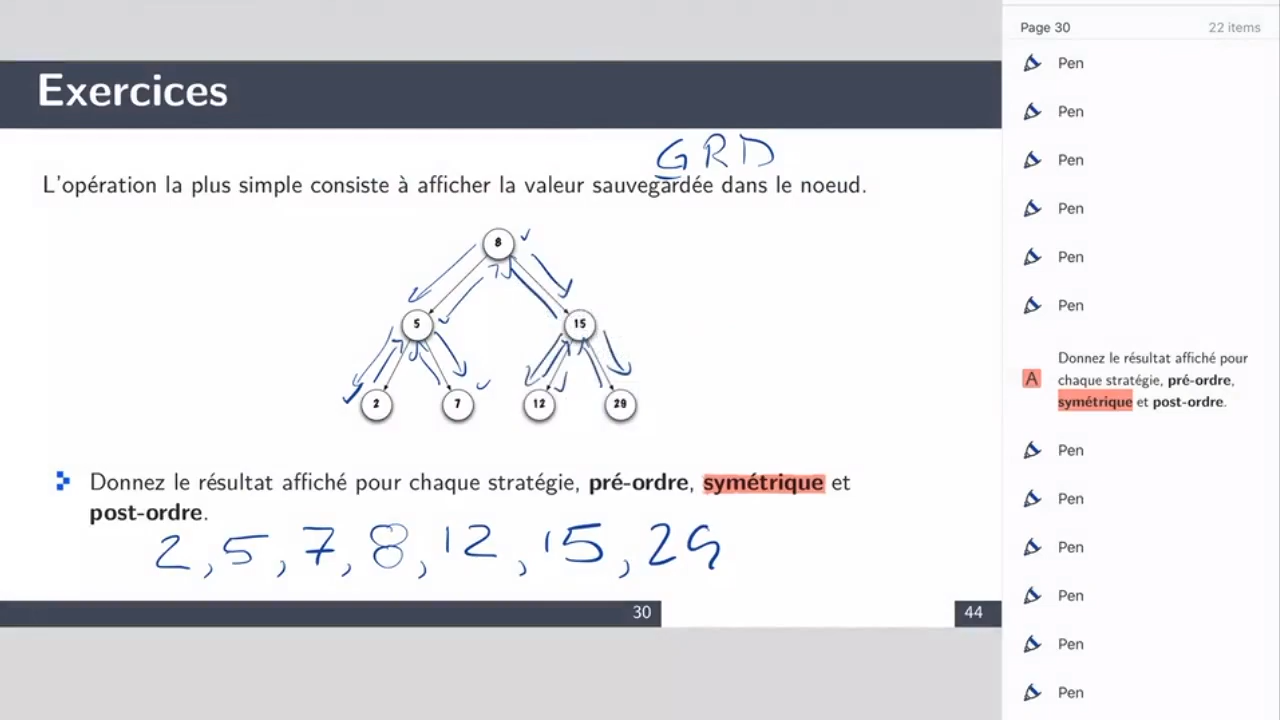 Exercices
GRD
L'opération la plus simple consiste à afficher la valeur sauvegardée dans le noeud.
8
5
15
2
7
12
29
Donnez le résultat affiché pour chaque stratégie, pré-ordre, symétrique et
post-ordre.
2, 5, 7, 8, 12, 15, 29
30
44
Page 30
22 items
Pen
Pen
Pen
Pen
Pen
Pen
A
Donnez le résultat affiché pour
chaque stratégie, pré-ordre,
symétrique et post-ordre.
Pen
Pen
Pen
Pen
Pen
Pen